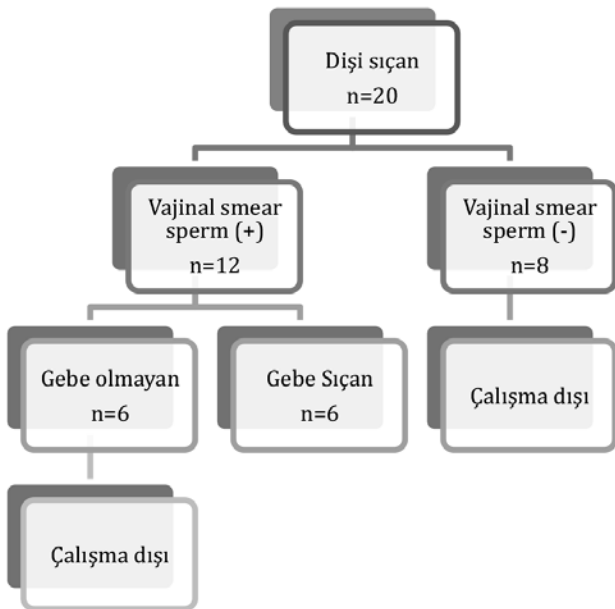 Dişi sıçan
n=20
Vajinal smear
sperm (+)
n=12
Vajinal smear
sperm (-)
n=8
Gebe olmayan
n=6
Gebe Sıçan
n=6
Çalışma dışı
Çalışma dışı